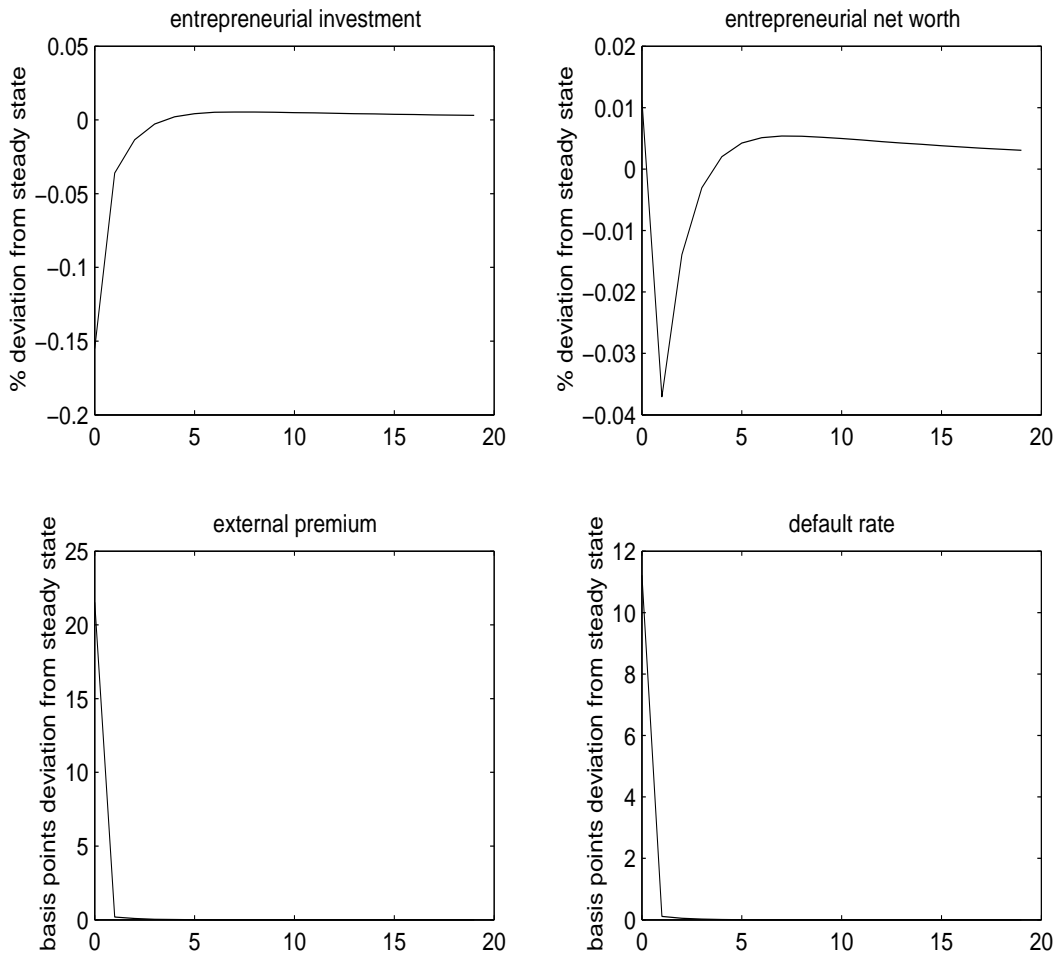 entrepreneurial investment
% deviation from steady state
0.05
0
−0.05
−0.1
−0.15
−0.2
0 5 10 15 20
entrepreneurial net worth
% deviation from steady state
0.02
0.01
0
−0.01
−0.02
−0.03
−0.04
0 5 10 15 20
external premium
basis points deviation from steady state
25
20
15
10
5
0
0 5 10 15 20
default rate
basis points deviation from steady state
12
10
8
6
4
2
0
0 5 10 15 20